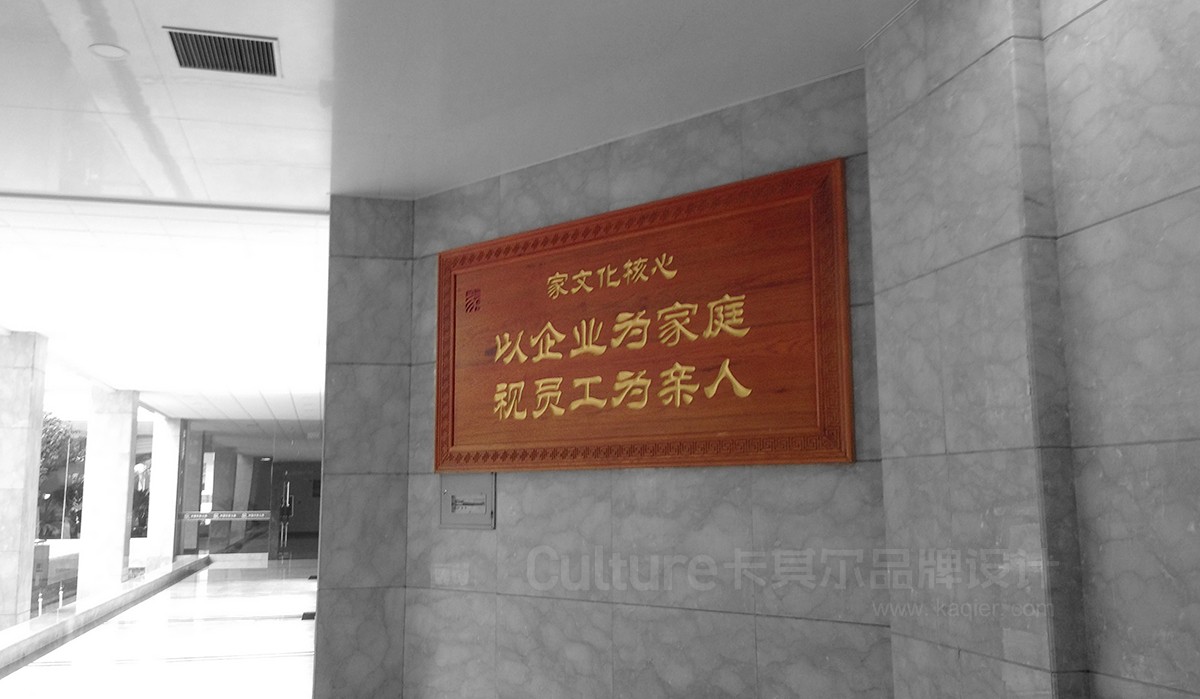 家文化核心
以企业为家庭
视员工为亲人
Culture卡其尔品牌设计
www.kaqier.com